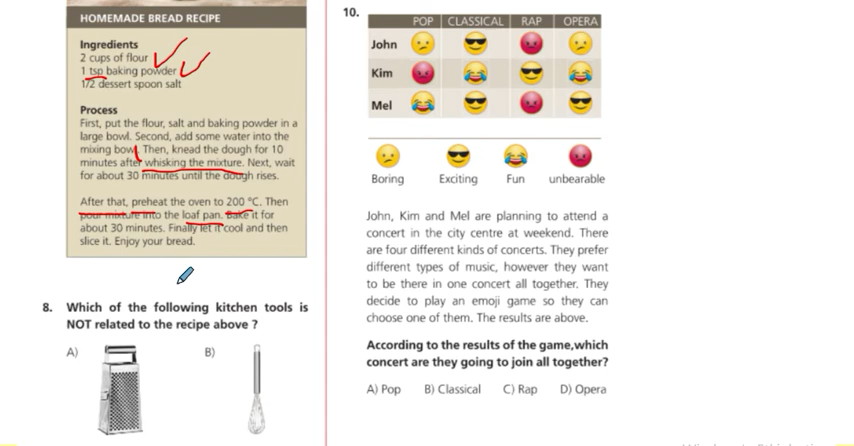 HOMEMADE BREAD RECIPE
Ingredients
2 cups of flour
1 tsp baking powder
1/2 dessert spoon salt
Process
First, put the flour, salt and baking powder in a
large bowl. Second, add some water into the
mixing bowl. Then, knead the dough for 10
minutes after whisking the mixture. Next, wait
for about 30 minutes until the dough rises.
After that, preheat the oven to 200 °C. Then
pour mixture into the loaf pan. Bake it for
about 30 minutes. Finally let it cool and then
slice it. Enjoy your bread.
8. Which of the following kitchen tools is
NOT related to the recipe above ?
A) B)
10.
POP CLASSICAL RAP OPERA
John
Kim
Mel
Boring Exciting Fun unbearable
John, Kim and Mel are planning to attend a
concert in the city centre at weekend. There
are four different kinds of concerts. They prefer
different types of music, however they want
to be there in one concert all together. They
decide to play an emoji game so they can
choose one of them. The results are above.
According to the results of the game,which
concert are they going to join all together?
A) Pop B) Classical C) Rap D) Opera